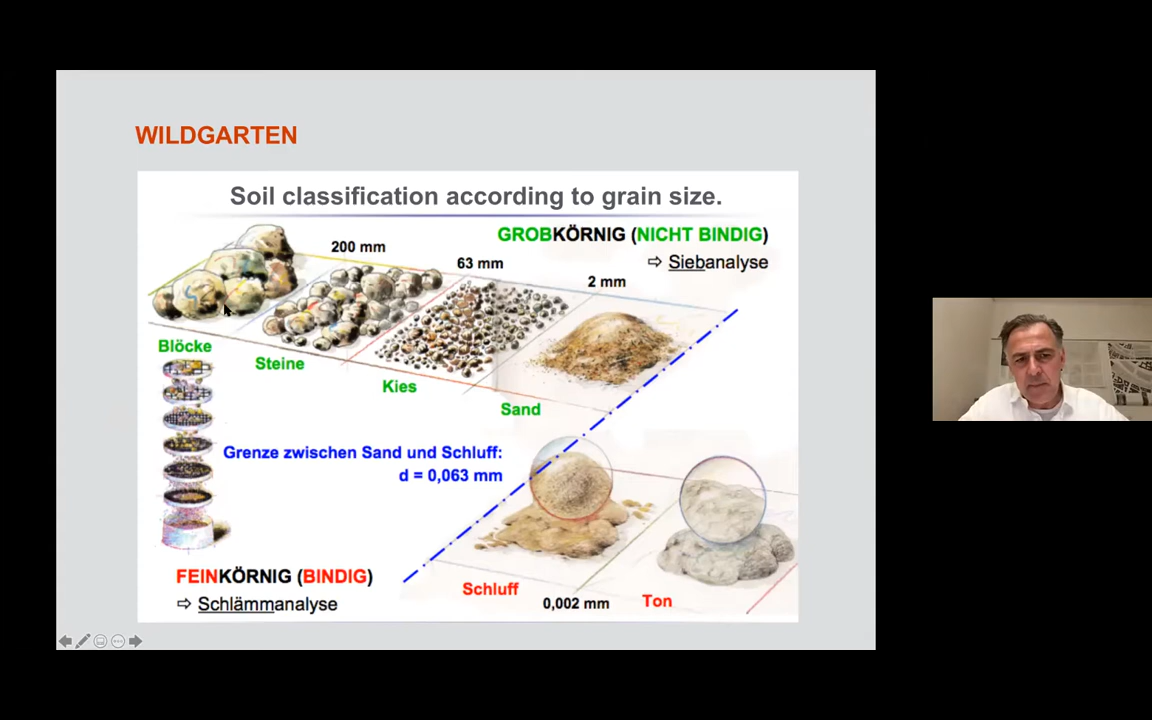 WILDGARTEN
Soil classification according to grain size.
GROBKÖRNIG (NICHT BINDIG)
⇨ Siebanalyse
200 mm
63 mm
2 mm
Blöcke
Steine
Kies
Sand
Grenze zwischen Sand und Schluff:
d = 0,063 mm
FEINKÖRNIG (BINDIG)
⇨ Schlämmanalyse
Schluff
0,002 mm
Ton